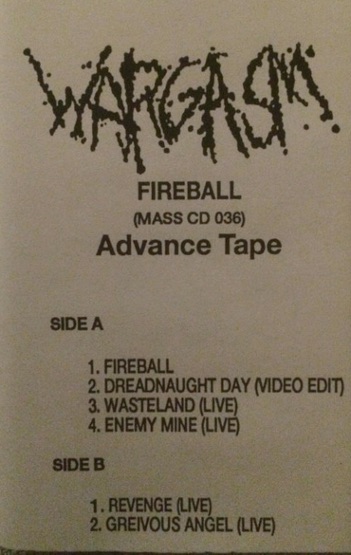 WARGASM
FIREBALL
(MASS CD 036)
Advance Tape
SIDE A
1. FIREBALL
2. DREADNAUGHT DAY (VIDEO EDIT)
3. WASTELAND (LIVE)
4. ENEMY MINE (LIVE)
SIDE B
1. REVENGE (LIVE)
2. GREIVOUS ANGEL (LIVE)